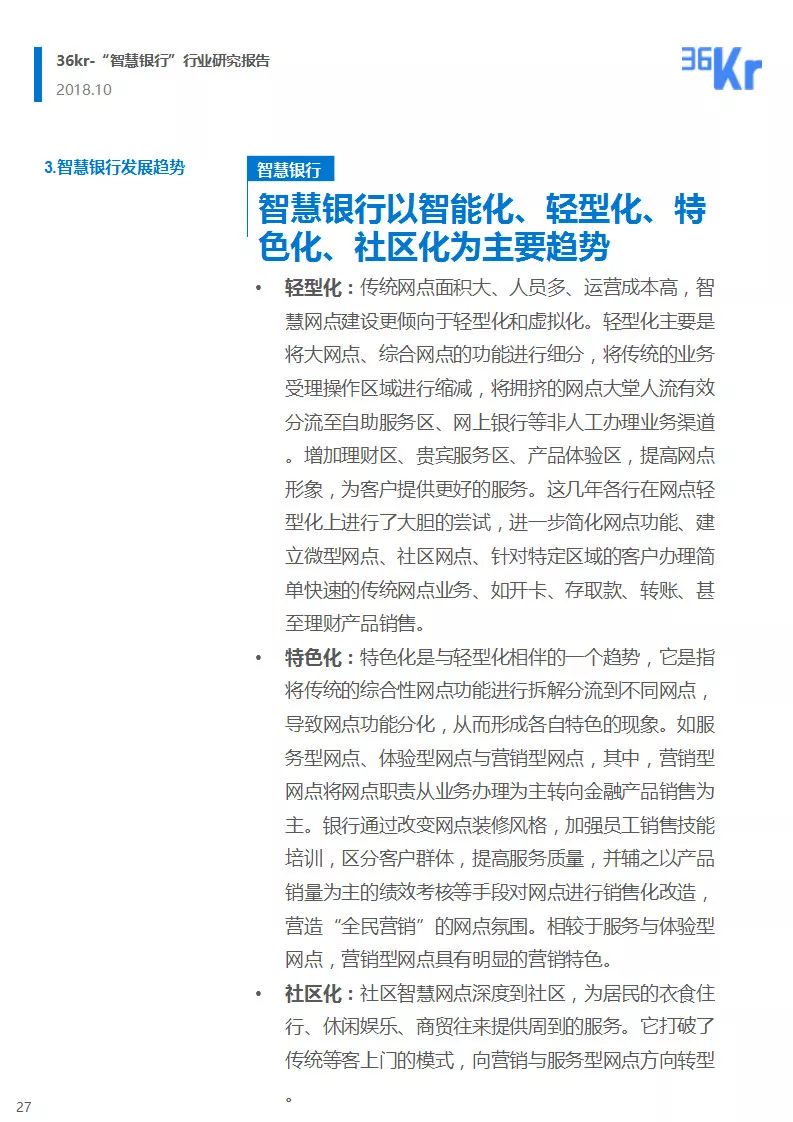 36kr-“智慧银行”行业研究报告
2018.10
36Kr
3.智慧银行发展趋势
智慧银行
智慧银行以智能化、轻型化、特
色化、社区化为主要趋势
• 轻型化：传统网点面积大、人员多、运营成本高，智
慧网点建设更倾向于轻型化和虚拟化。轻型化主要是
将大网点、综合网点的功能进行细分，将传统的业务
受理操作区域进行缩减，将拥挤的网点大堂人流有效
分流至自助服务区、网上银行等非人工办理业务渠道
。增加理财区、贵宾服务区、产品体验区，提高网点
形象，为客户提供更好的服务。这几年各行在网点轻
型化上进行了大胆的尝试，进一步简化网点功能、建
立微型网点、社区网点、针对特定区域的客户办理简
单快速的传统网点业务、如开卡、存取款、转账、甚
至理财产品销售。
• 特色化：特色化是与轻型化相伴的一个趋势，它是指
将传统的综合性网点功能进行拆解分流到不同网点，
导致网点功能分化，从而形成各自特色的现象。如服
务型网点、体验型网点与营销型网点，其中，营销型
网点将网点职责从业务办理为主转向金融产品销售为
主。银行通过改变网点装修风格，加强员工销售技能
培训，区分客户群体，提高服务质量，并辅之以产品
销量为主的绩效考核等手段对网点进行销售化改造，
营造“全民营销”的网点氛围。相较于服务与体验型
网点，营销型网点具有明显的营销特色。
• 社区化：社区智慧网点深度到社区，为居民的衣食住
行、休闲娱乐、商贸往来提供周到的服务。它打破了
传统等客上门的模式，向营销与服务型网点方向转型
。
27